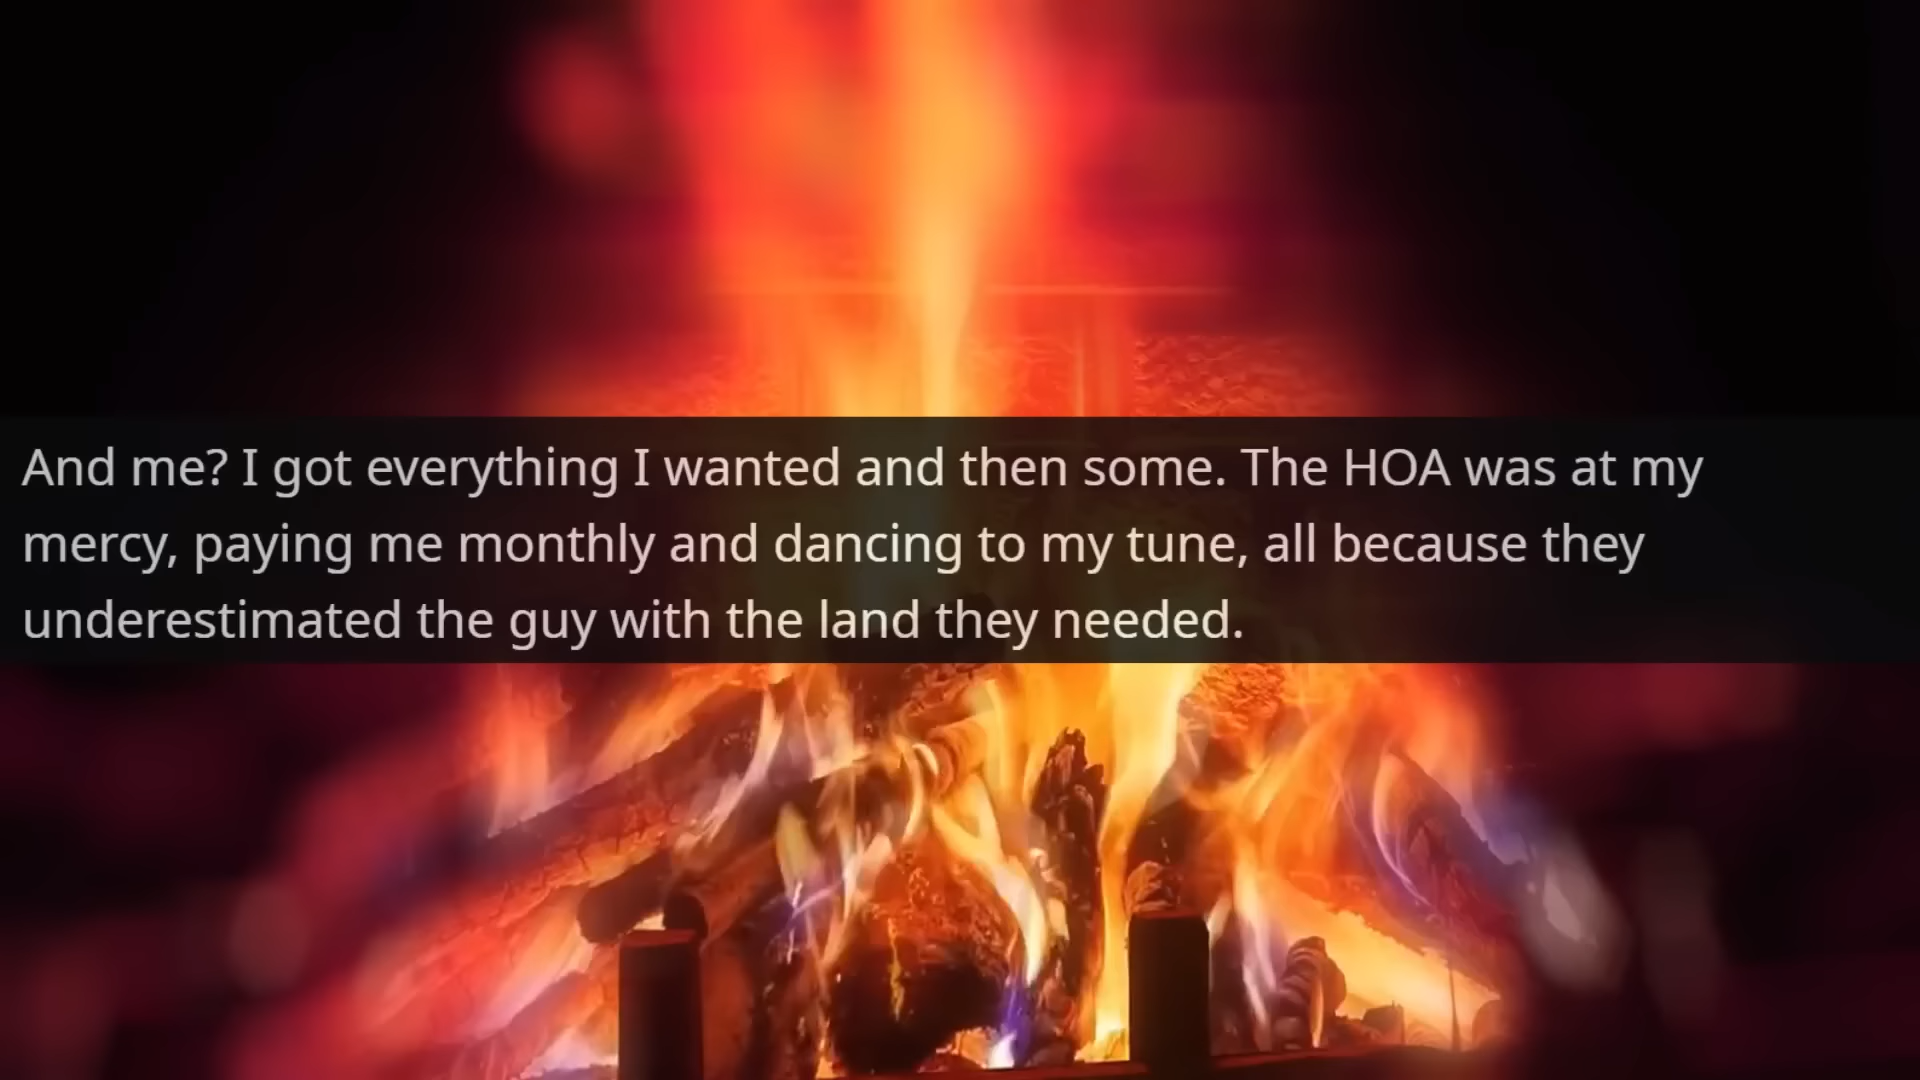 And me? I got everything I wanted and then some. The HOA was at my
mercy, paying me monthly and dancing to my tune, all because they
underestimated the guy with the land they needed.